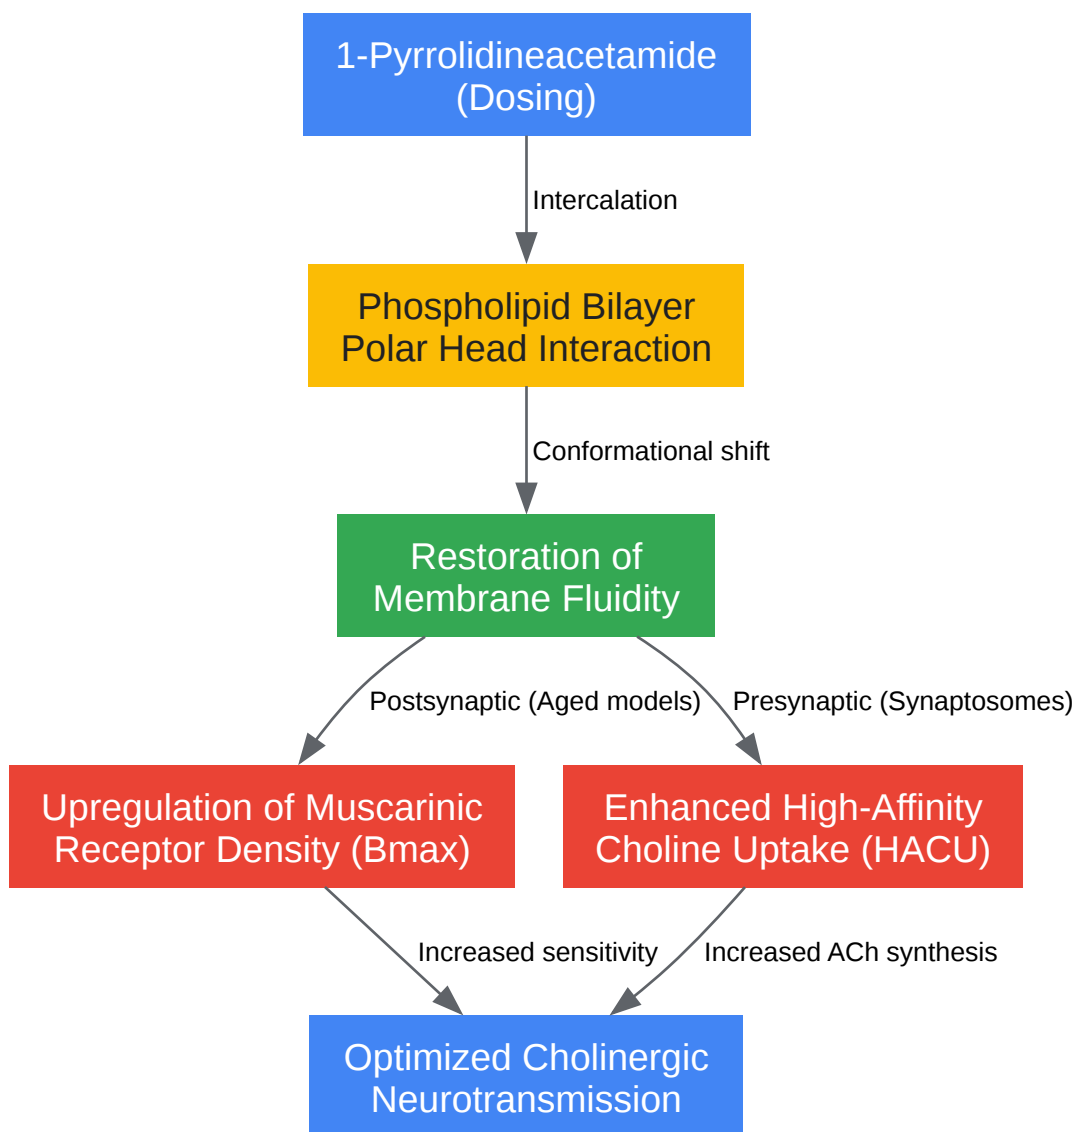 1-Pyrrolidineacetamide
(Dosing)
Intercalation
Phospholipid Bilayer
Polar Head Interaction
Conformational shift
Restoration of
Membrane Fluidity
Postsynaptic (Aged models)
Presynaptic (Synaptosomes)
Upregulation of Muscarinic
Receptor Density (Bmax)
Enhanced High-Affinity
Choline Uptake (HACU)
Increased sensitivity
Increased ACh synthesis
Optimized Cholinergic
Neurotransmission